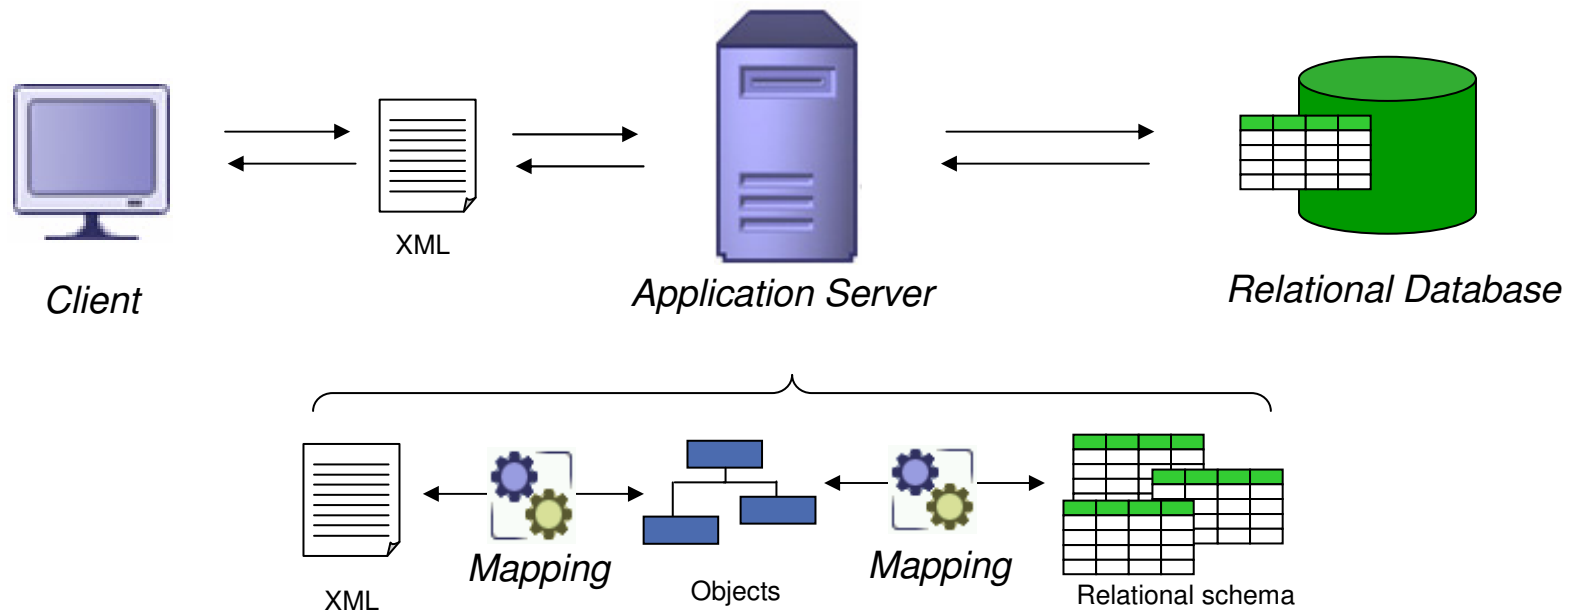 XML
Client
Application Server
Relational Database
Mapping
Mapping
XML
Objects
Relational schema